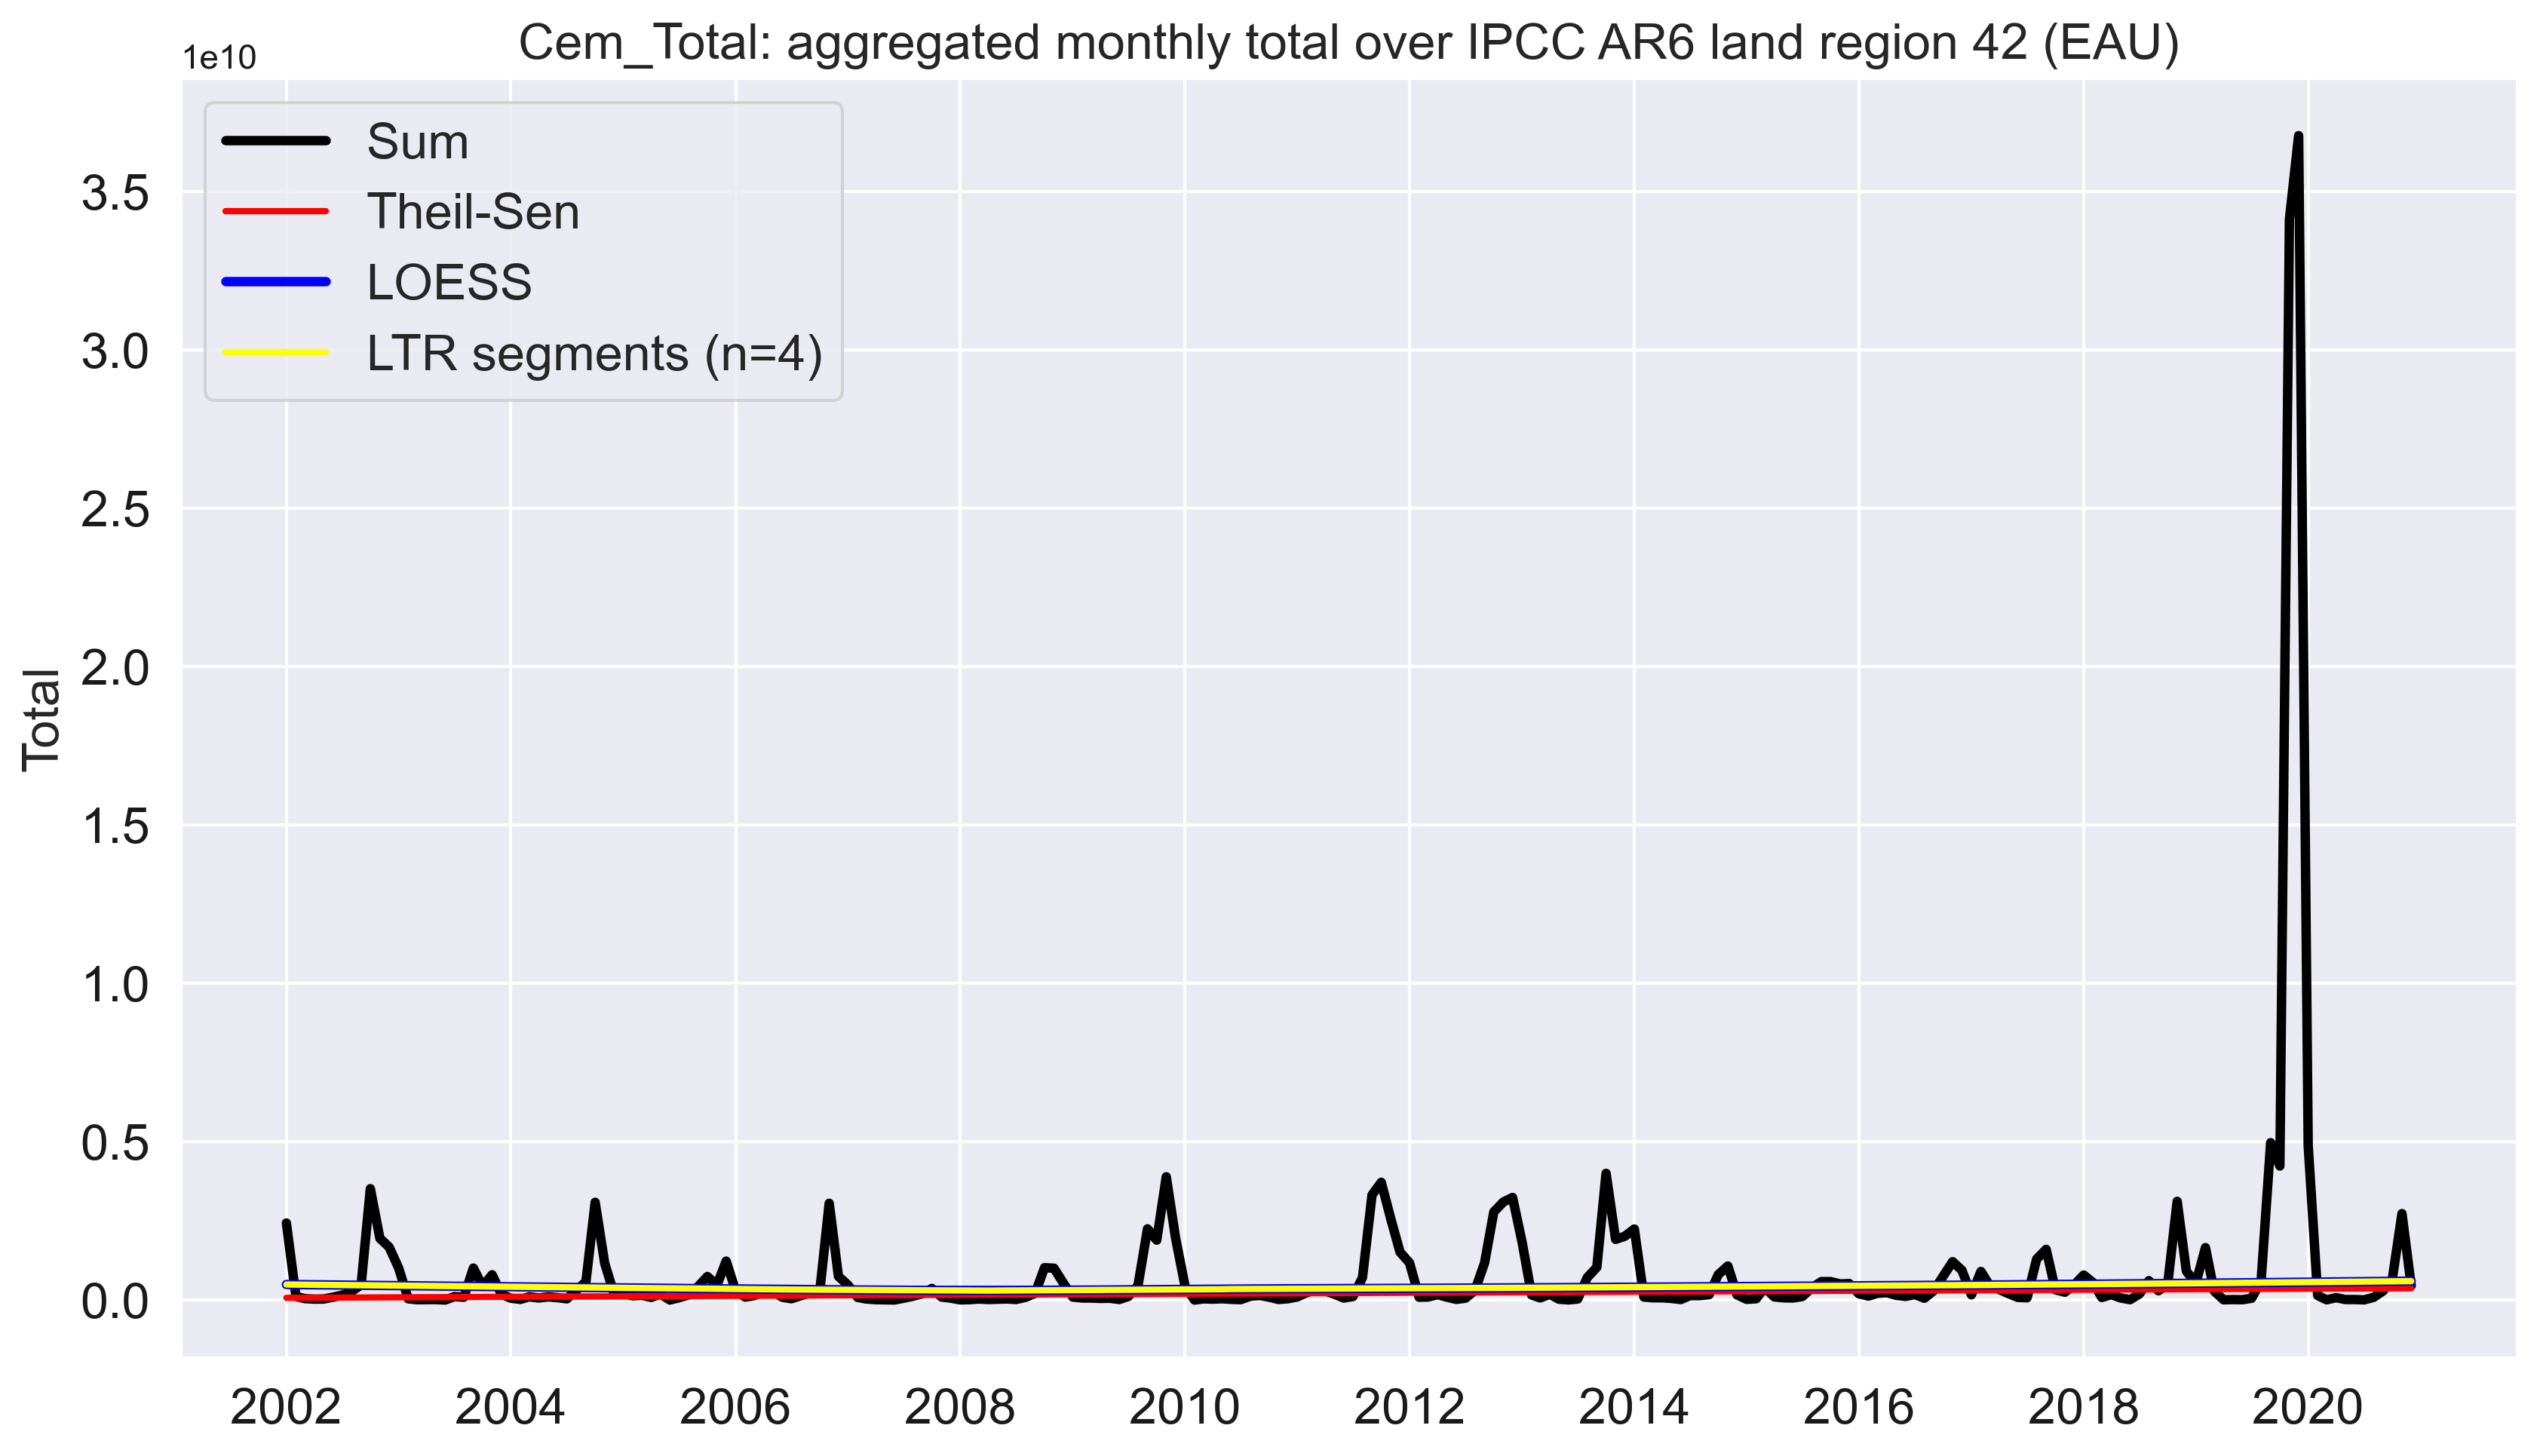 Cem_Total: aggregated monthly total over IPCC AR6 land region 42 (EAU)
1e10
Sum
Theil-Sen
LOESS
LTR segments (n=4)
3.5
3.0
2.5
2.0
1.5
1.0
0.5
0.0
Total
2002 2004 2006 2008 2010 2012 2014 2016 2018 2020